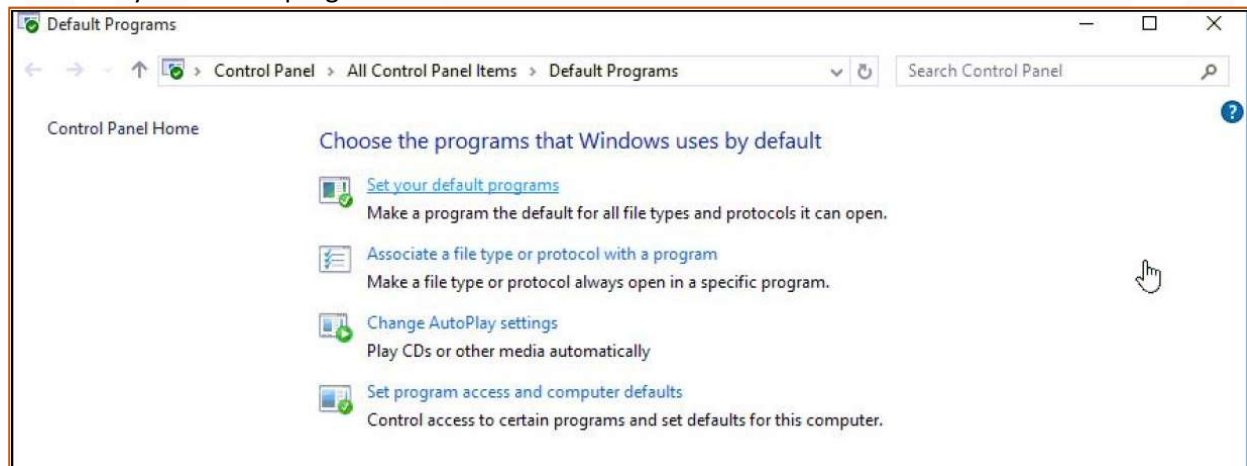 Default Programs
Control Panel > All Control Panel Items > Default Programs
Search Control Panel
Control Panel Home
Choose the programs that Windows uses by default
Set your default programs
Make a program the default for all file types and protocols it can open.
Associate a file type or protocol with a program
Make a file type or protocol always open in a specific program.
Change AutoPlay settings
Play CDs or other media automatically
Set program access and computer defaults
Control access to certain programs and set defaults for this computer.